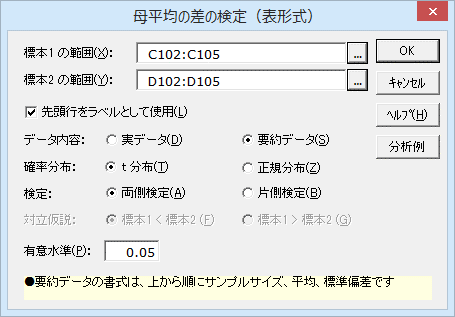 母平均の差の検定（表形式）
標本1の範囲(X): C102:C105 ... OK
標本2の範囲(Y): D102:D105 ... キャンセル
先頭行をラベルとして使用(L) ヘルプ(H)
データ内容: 実データ(D) 要約データ(S) 分析例
確率分布: t 分布(T) 正規分布(Z)
検定: 両側検定(A) 片側検定(B)
対立仮説: 標本1 < 標本2 (F) 標本1 > 標本2 (G)
有意水準(P): 0.05
●要約データの書式は、上から順にサンプルサイズ、平均、標準偏差です